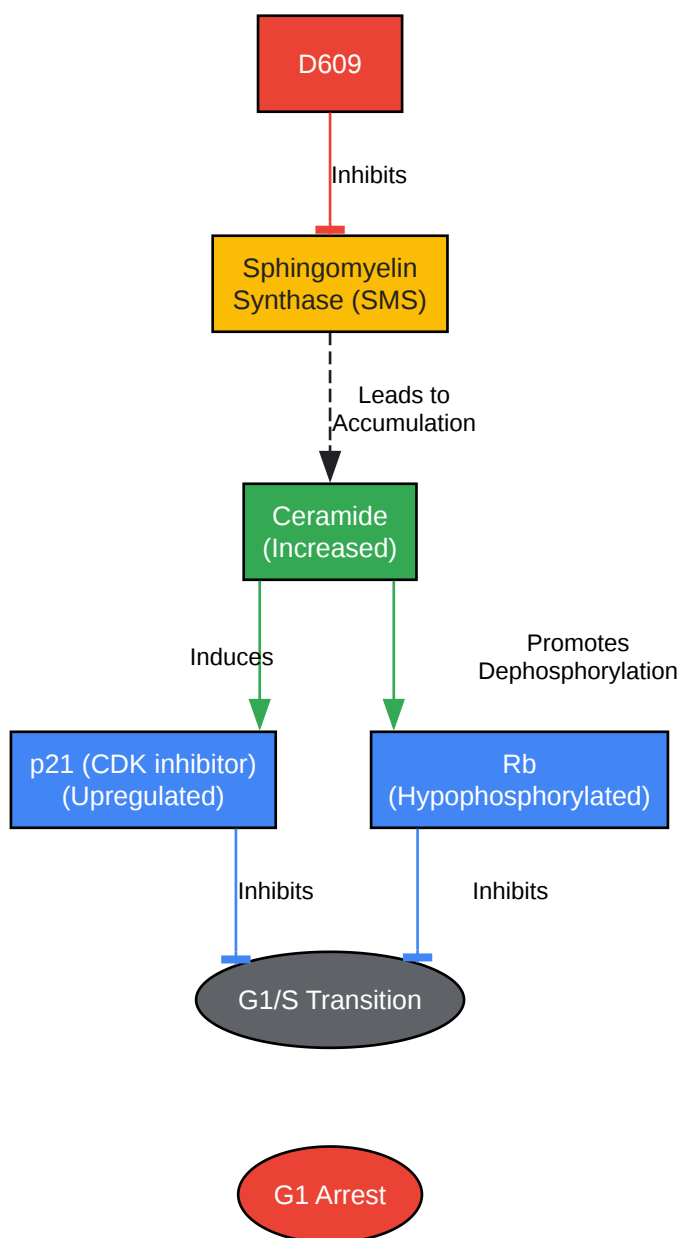 D609
Inhibits
Sphingomyelin
Synthase (SMS)
Leads to
Accumulation
Ceramide
(Increased)
Induces
Promotes
Dephosphorylation
p21 (CDK inhibitor)
(Upregulated)
Rb
(Hypophosphorylated)
Inhibits
Inhibits
G1/S Transition
G1 Arrest